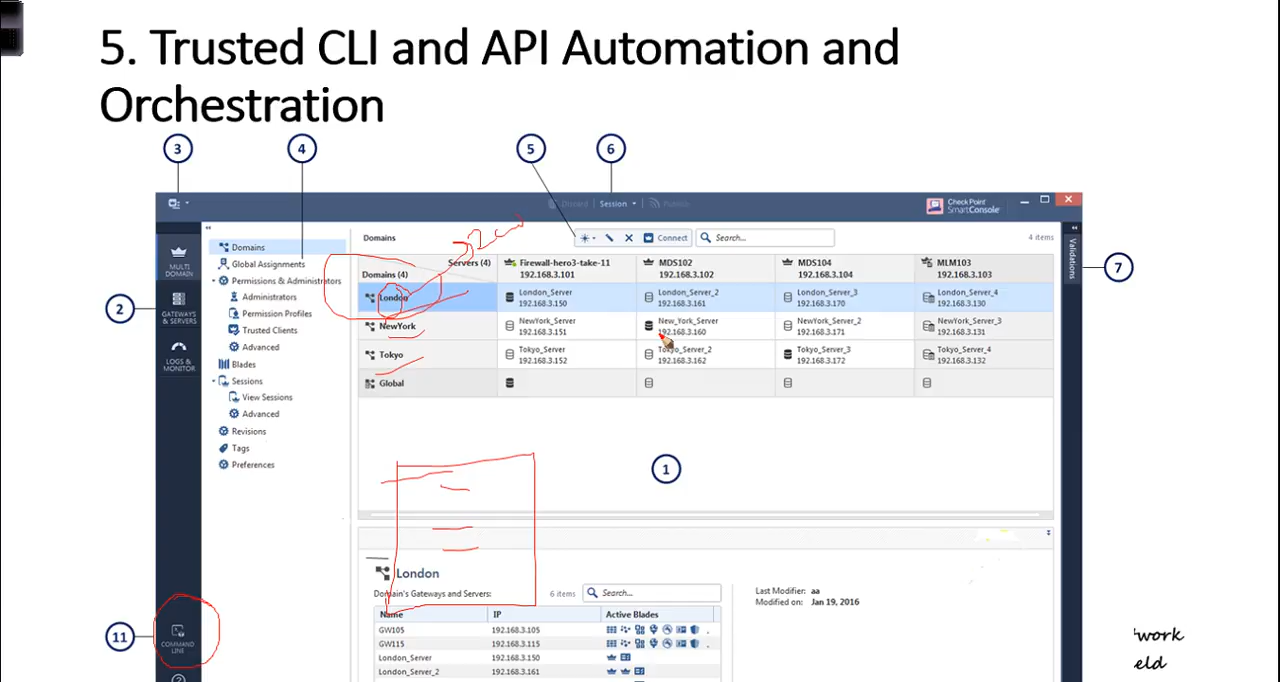 5. Trusted CLI and API Automation and
Orchestration
3
4
5
6
Discard Session Publish
Check Point
SmartConsole
Domains
Connect
Search...
4 items
Validations
7
MULTI
DOMAIN
2
GATEWAYS
& SERVERS
LOGS &
MONITOR
Domains
Global Assignments
Permissions & Administrators
Administrators
Permission Profiles
Trusted Clients
Advanced
Blades
Sessions
View Sessions
Advanced
Revisions
Tags
Preferences
Servers (4)
Domains (4)
Firewall-hero3-take-11
192.168.3.101
MDS102
192.168.3.102
MDS104
192.168.3.104
MLM103
192.168.3.103
London
London_Server
192.168.3.150
London_Server_2
192.168.3.161
London_Server_3
192.168.3.170
London_Server_4
192.168.3.130
NewYork
NewYork_Server
192.168.3.151
New_York_Server
192.168.3.160
NewYork_Server_2
192.168.3.171
NewYork_Server_3
192.168.3.131
Tokyo
Tokyo_Server
192.168.3.152
Tokyo_Server_2
192.168.3.162
Tokyo_Server_3
192.168.3.172
Tokyo_Server_4
192.168.3.132
Global
1
London
Domain's Gateways and Servers:
6 items
Search...
Last Modifier: aa
Modified on: Jan 19, 2016
Name IP Active Blades
GW105 192.168.3.105
GW115 192.168.3.115
London_Server 192.168.3.150
London_Server_2 192.168.3.161
11
COMMAND
LINE
work
eld